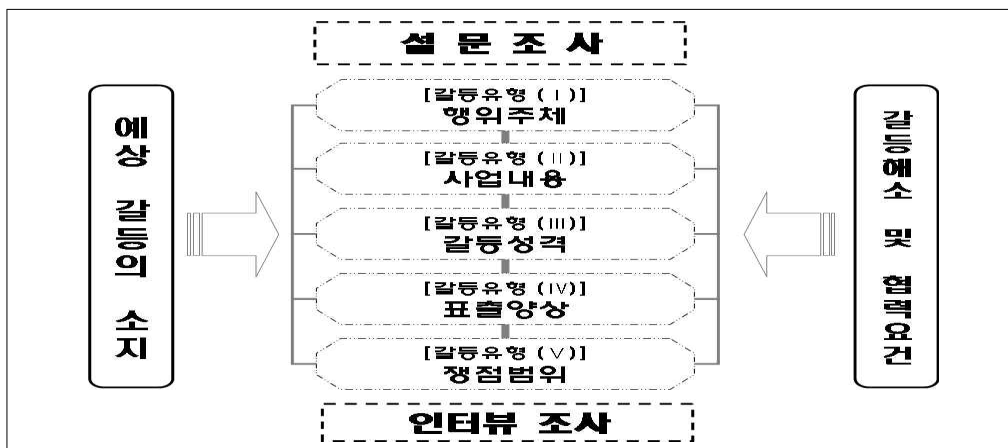 설문조사
예상 갈등의 소지
[갈등유형 (Ⅰ)]
행위주체
[갈등유형 (Ⅱ)]
사업내용
[갈등유형 (Ⅲ)]
갈등성격
[갈등유형 (Ⅳ)]
표출양상
[갈등유형 (Ⅴ)]
쟁점범위
갈등해소 및 협력요건
인터뷰 조사